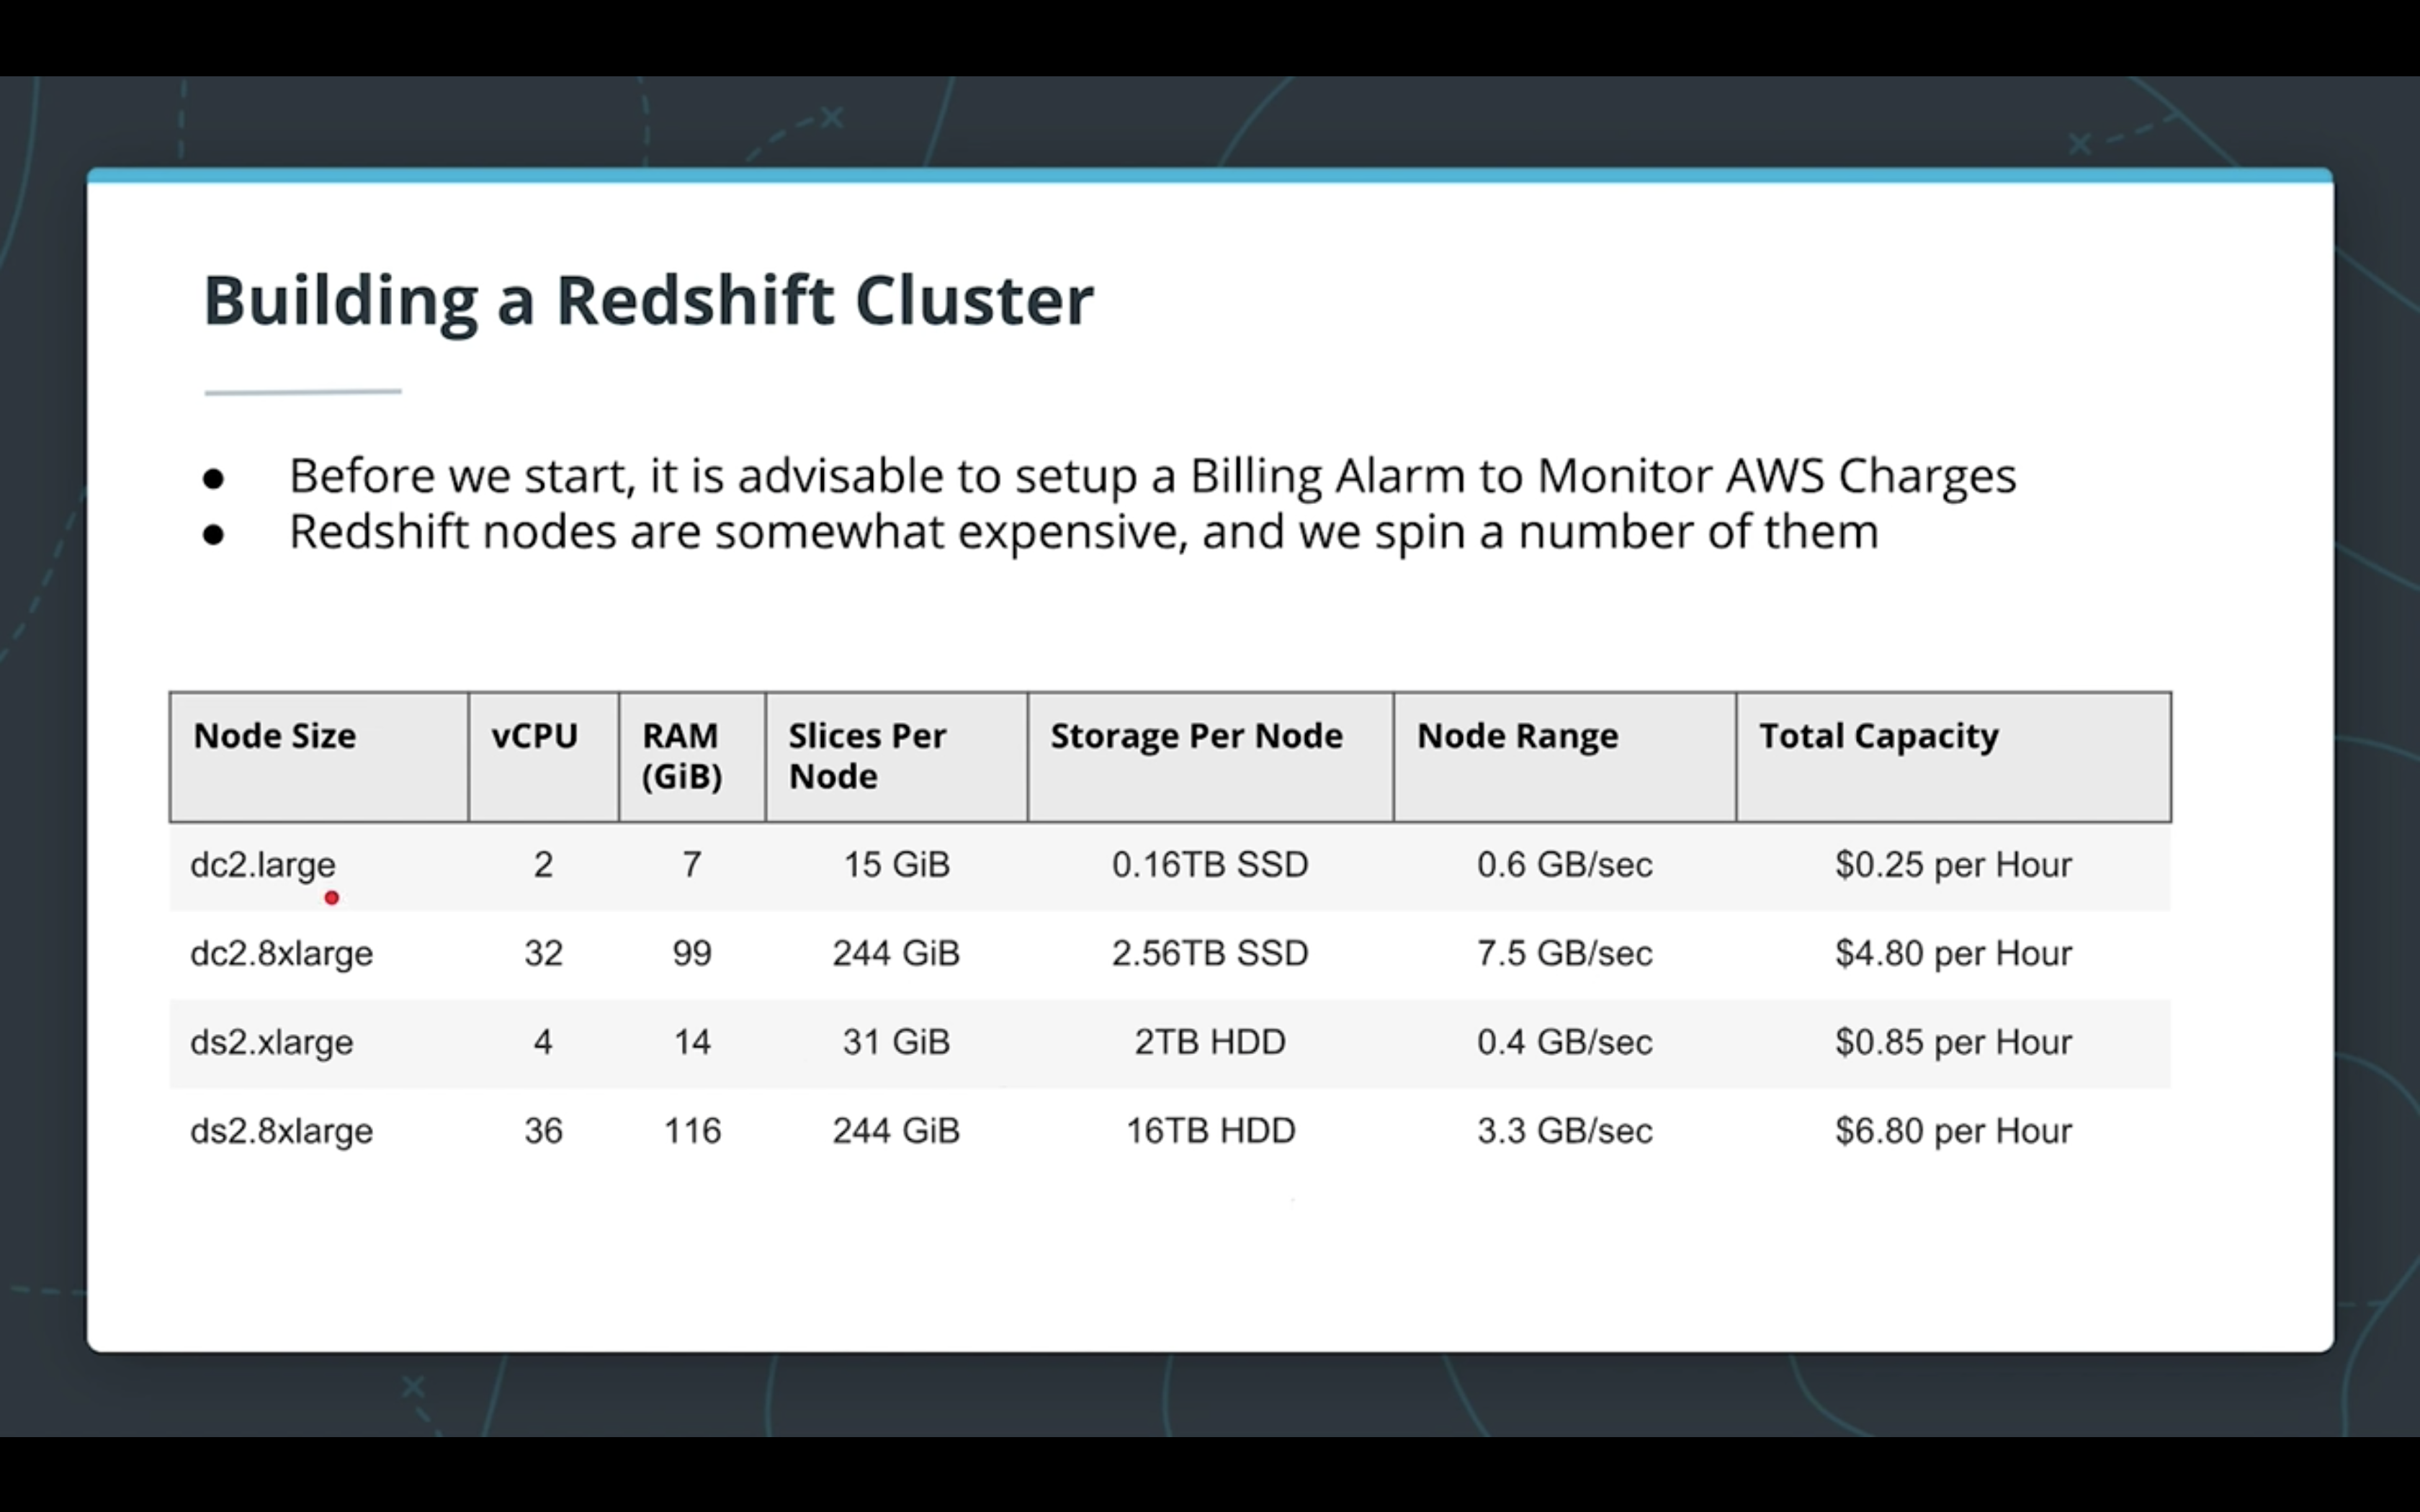 Building a Redshift Cluster
● Before we start, it is advisable to setup a Billing Alarm to Monitor AWS Charges
● Redshift nodes are somewhat expensive, and we spin a number of them
Node Size vCPU RAM (GiB) Slices Per Node Storage Per Node Node Range Total Capacity
dc2.large 2 7 15 GiB 0.16TB SSD 0.6 GB/sec $0.25 per Hour
dc2.8xlarge 32 99 244 GiB 2.56TB SSD 7.5 GB/sec $4.80 per Hour
ds2.xlarge 4 14 31 GiB 2TB HDD 0.4 GB/sec $0.85 per Hour
ds2.8xlarge 36 116 244 GiB 16TB HDD 3.3 GB/sec $6.80 per Hour